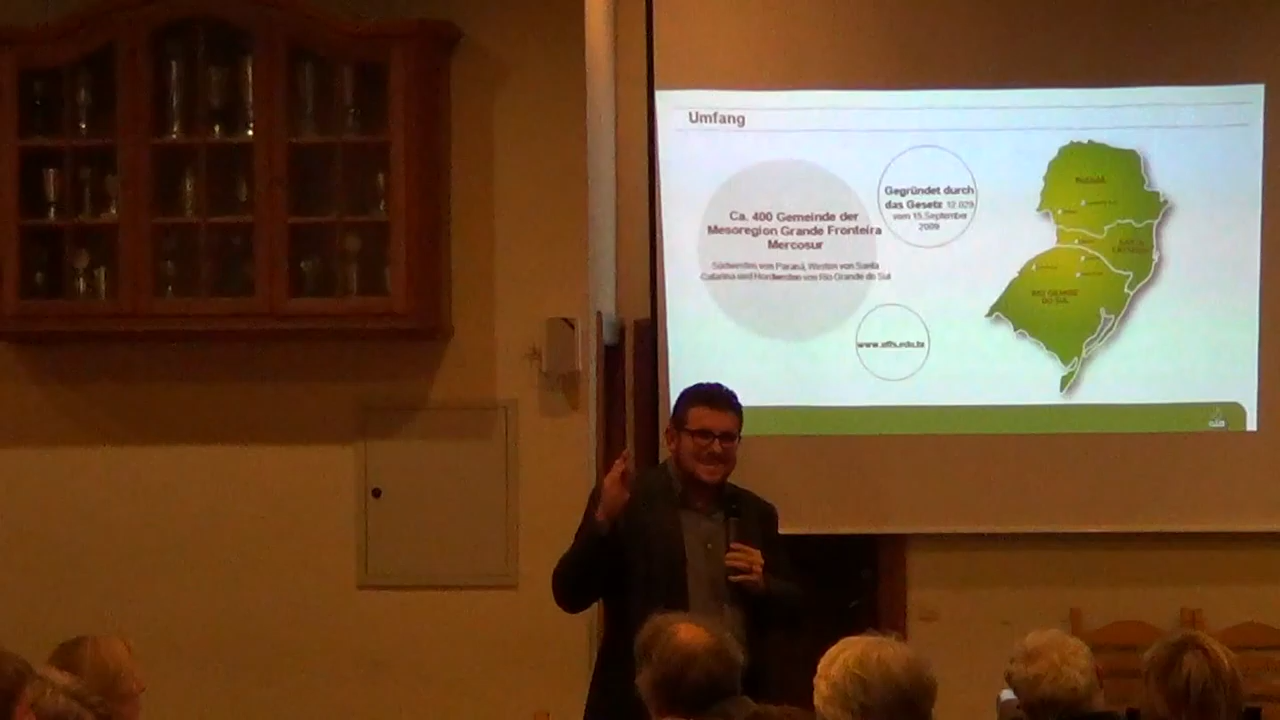 Umfang
Ca. 400 Gemeinde der
Mesoregion Grande Fronteira
Mercosur
Südwesten von Paraná, Westen von Santa
Catarina und Nordwesten von Rio Grande do Sul
Gegründet durch
das Gesetz 12.029
vom 15.September
2009
www.uffs.edu.br
PARANÁ
SANTA
CATARINA
RIO GRANDE
DO SUL